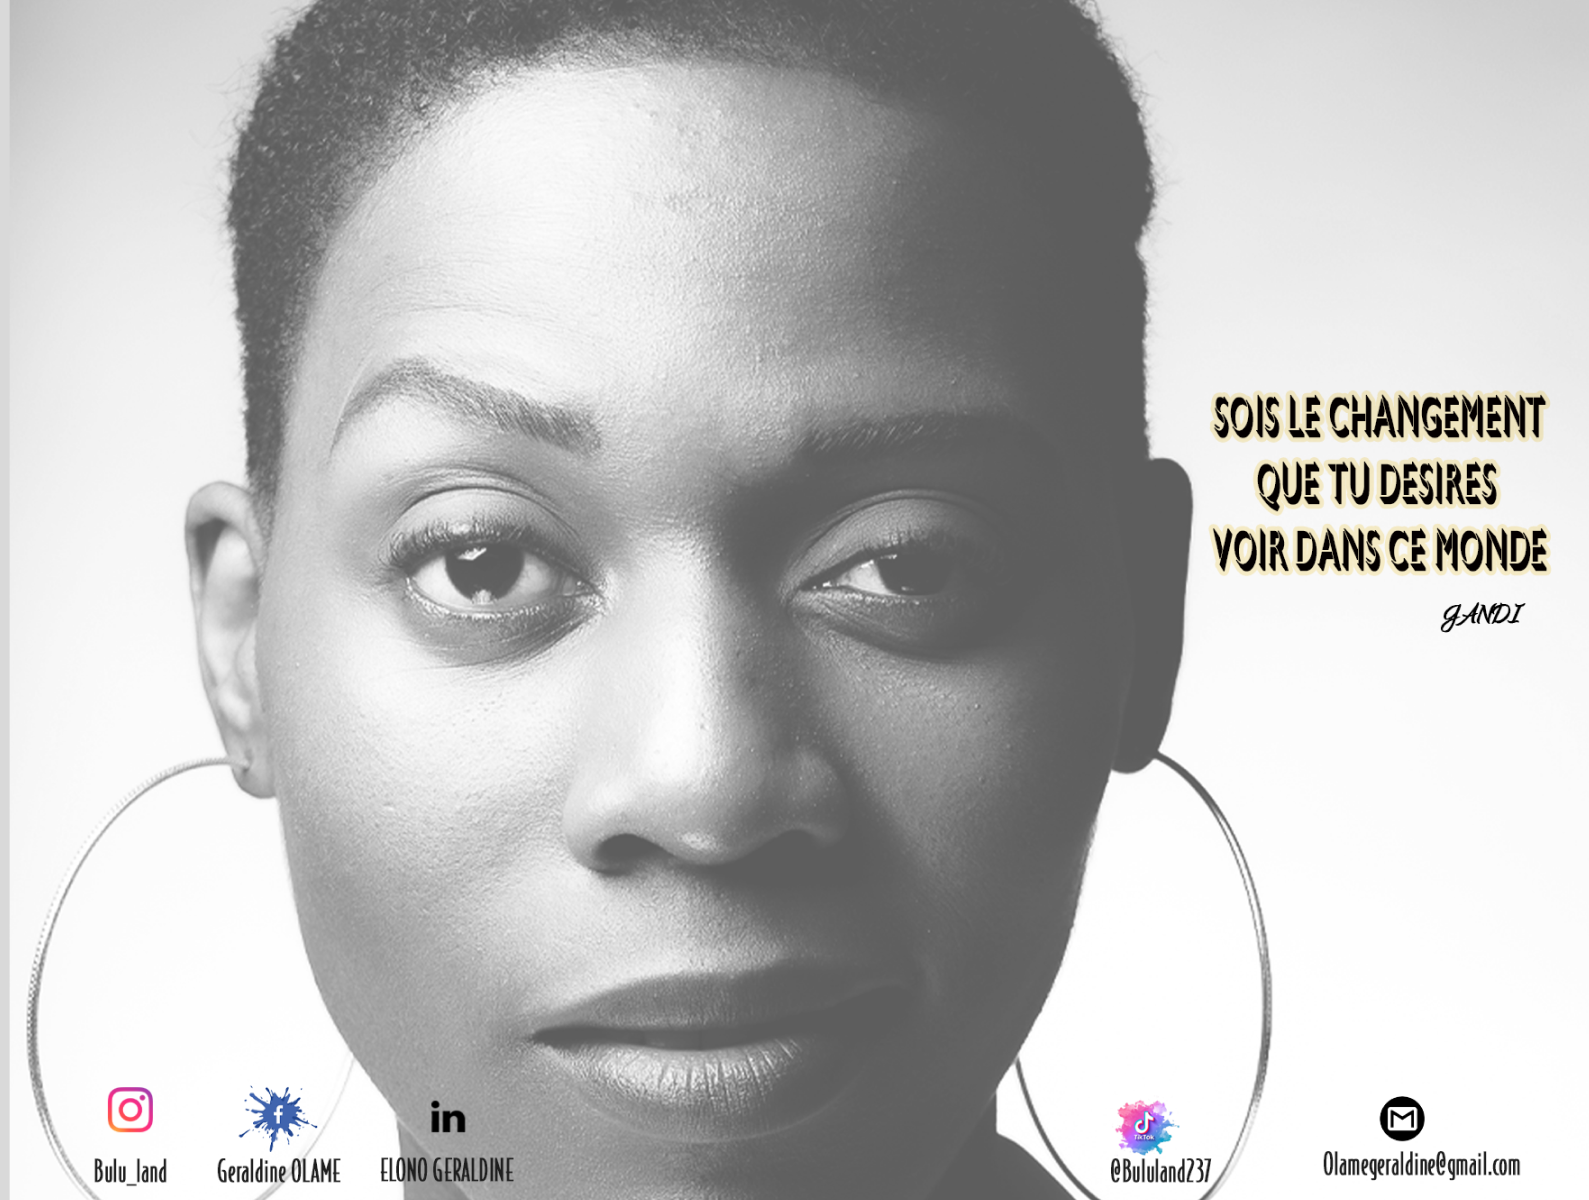 SOIS LE CHANGEMENT
QUE TU DESIRES
VOIR DANS CE MONDE
GANDI
Bulu_land
Geraldine OLAME
in
ELONO GERALDINE
TikTok
@Bululand237
Olamegeraldine@gmail.com